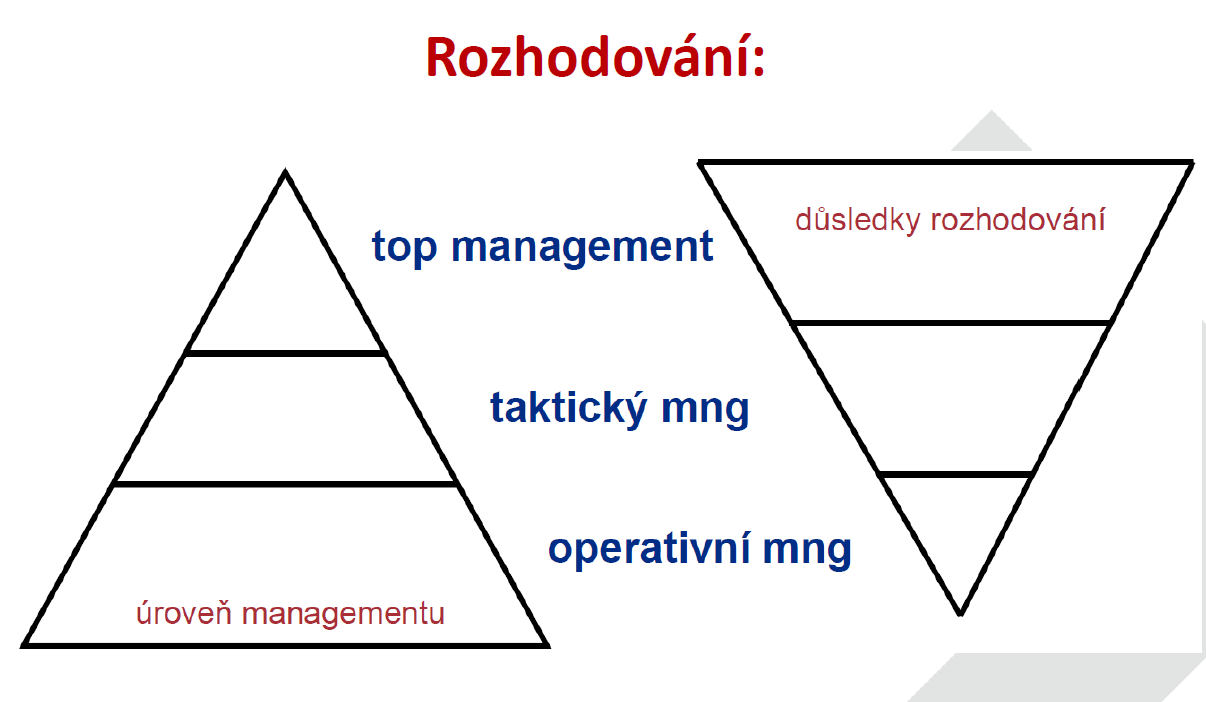 Rozhodování:
důsledky rozhodování
top management
taktický mng
operativní mng
úroveň managementu